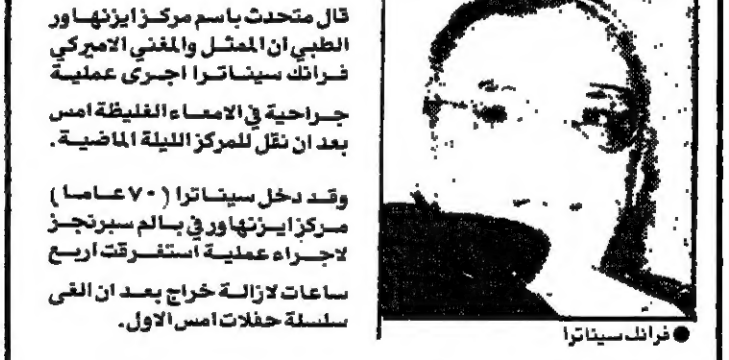 قال متحدث باسم مركز ايزنهاور
الطبي ان الممثل والمغني الاميركي
فرانك سيناترا اجرى عملية
جراحية في الامعاء الغليظة امس
بعد ان نقل للمركز الليلة الماضية.
وقد دخل سيناترا (٧٠ عاما)
مركز ايزنهاور في بالم سبرنجز
لاجراء عملية استغرقت اربع
ساعات لازالة خراج بعد ان الغى
سلسلة حفلات امس الاول.
● فرانك سيناترا